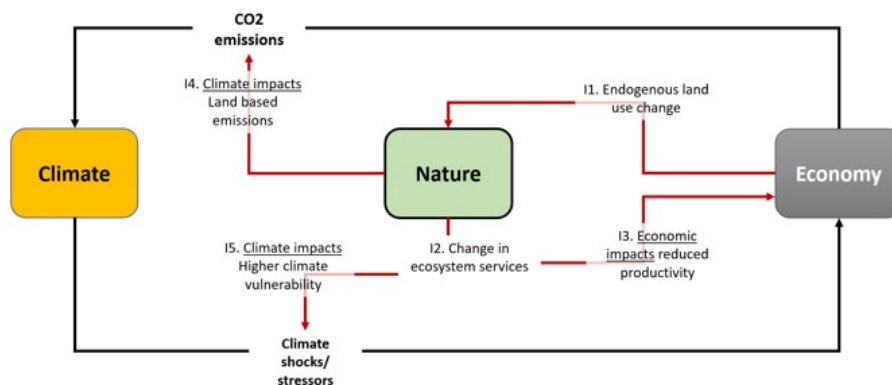 CO2
emissions
I4. Climate impacts
Land based
emissions
I1. Endogenous land
use change
Climate
Nature
Economy
I5. Climate impacts
Higher climate
vulnerability
I2. Change in
ecosystem services
I3. Economic
impacts reduced
productivity
Climate
shocks/
stressors